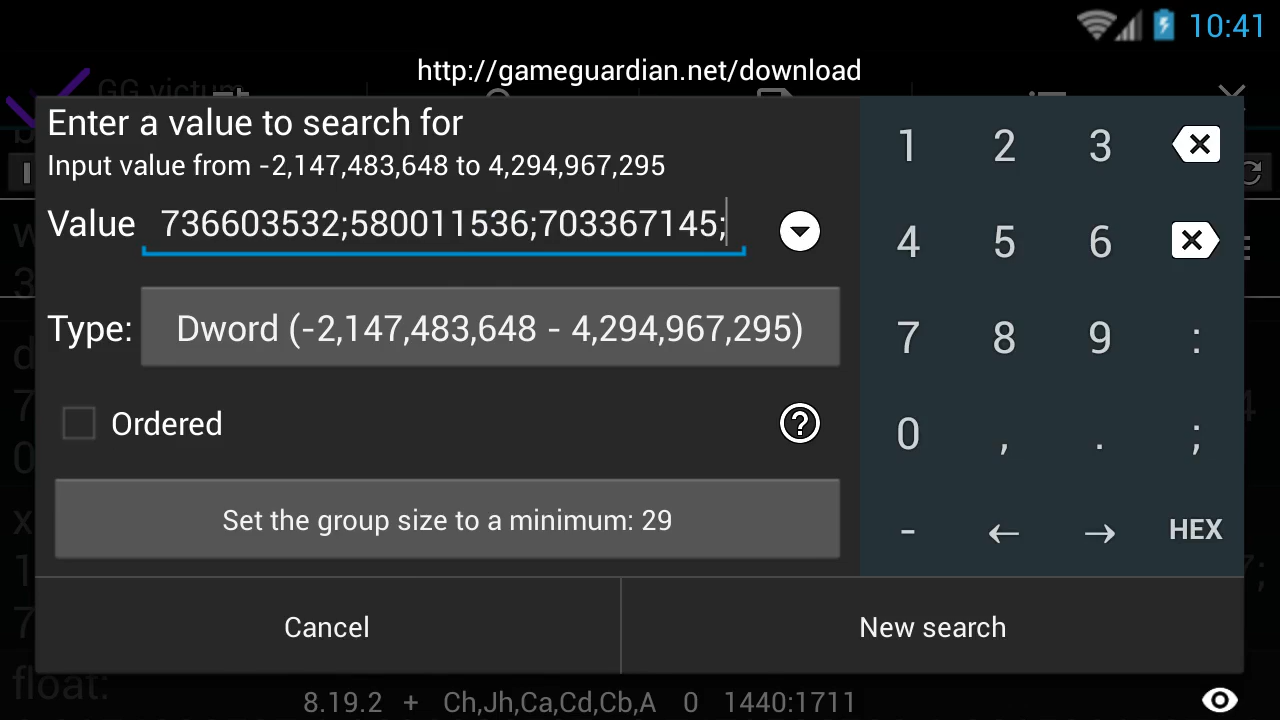 10:41
http://gameguardian.net/download
GG victum
Enter a value to search for
Input value from -2,147,483,648 to 4,294,967,295
Value 736603532;580011536;703367145;
Type: Dword (-2,147,483,648 - 4,294,967,295)
Ordered
?
Set the group size to a minimum: 29
Cancel New search
1 2 3
4 5 6
7 8 9 :
0 , . ;
- ← → HEX
float:
8.19.2 + Ch,Jh,Ca,Cd,Cb,A 0 1440:1711